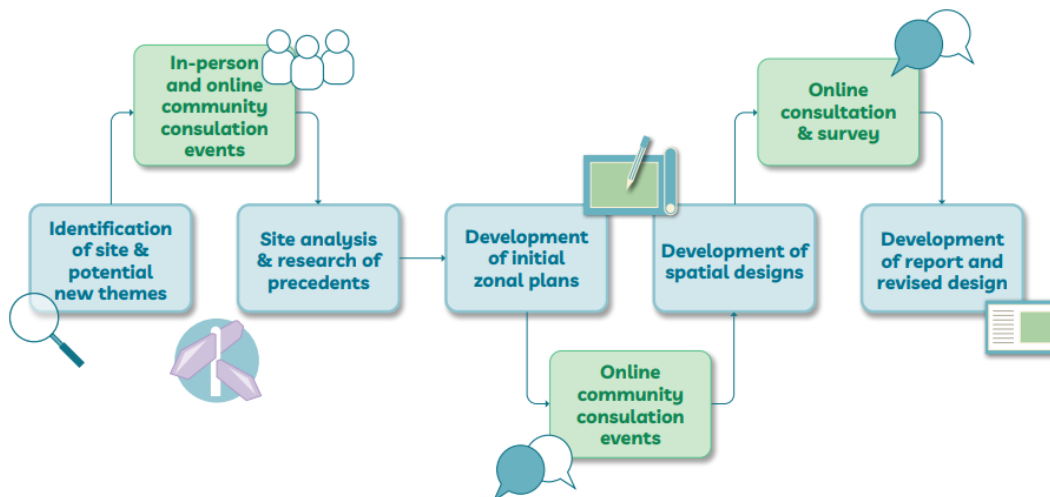 Identification
of site &
potential
new themes
In-person
and online
community
consulation
events
Site analysis
& research of
precedents
Development
of initial
zonal plans
Online
community
consulation
events
Development of
spatial designs
Online
consultation
& survey
Development
of report and
revised design